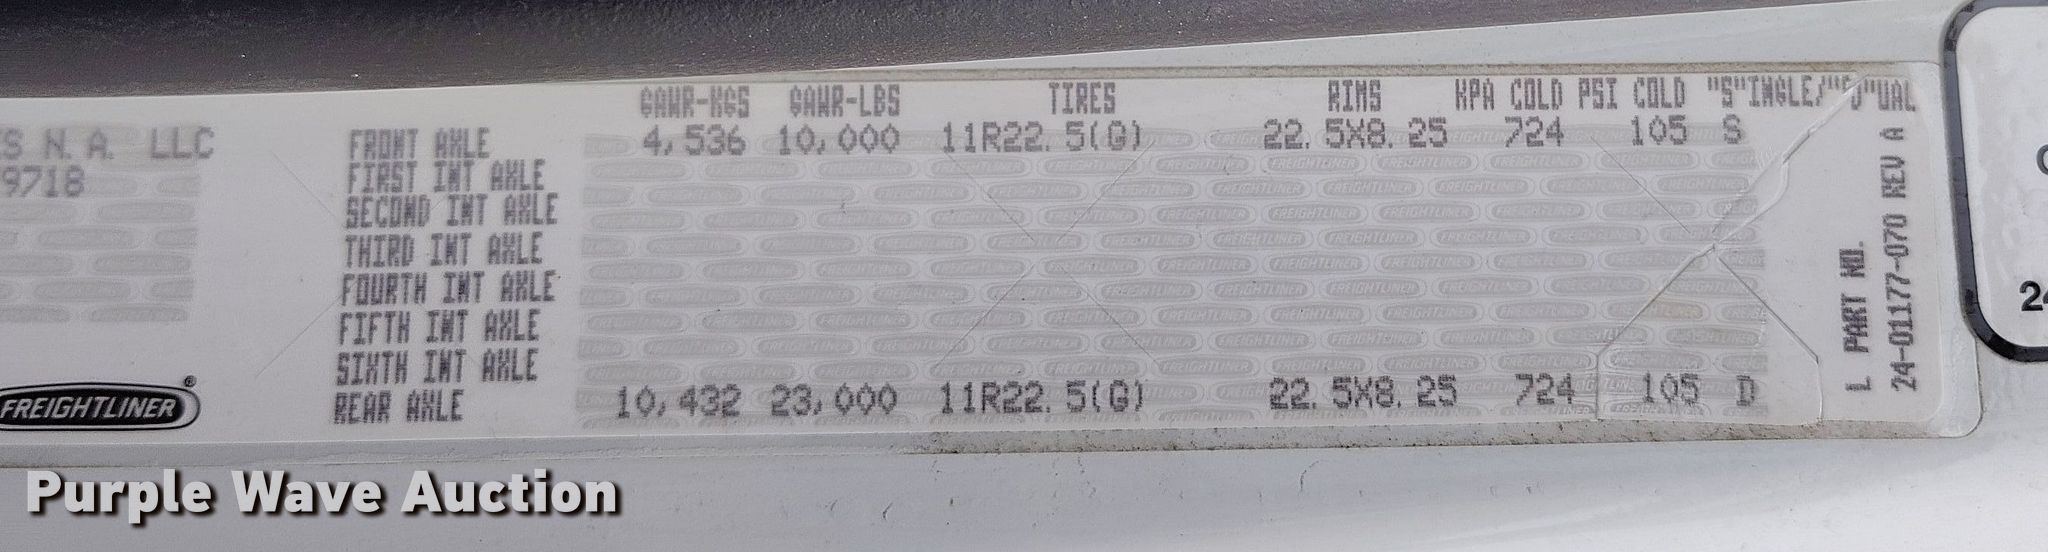 GAWR-KGS GAWR-LBS TIRES RIMS KPA COLD PSI COLD "S"INGLE/"D"UAL
S N.A. LLC
FRONT AXLE 4,536 10,000 11R22.5(G) 22.5X8.25 724 105 S
9718
FIRST INT AXLE
SECOND INT AXLE
THIRD INT AXLE
FOURTH INT AXLE
FIFTH INT AXLE
SIXTH INT AXLE
REAR AXLE 10,432 23,000 11R22.5(G) 22.5X8.25 724 105 D
FREIGHTLINER®
L PART NO.
24-01177-070 REV A
24
Purple Wave Auction